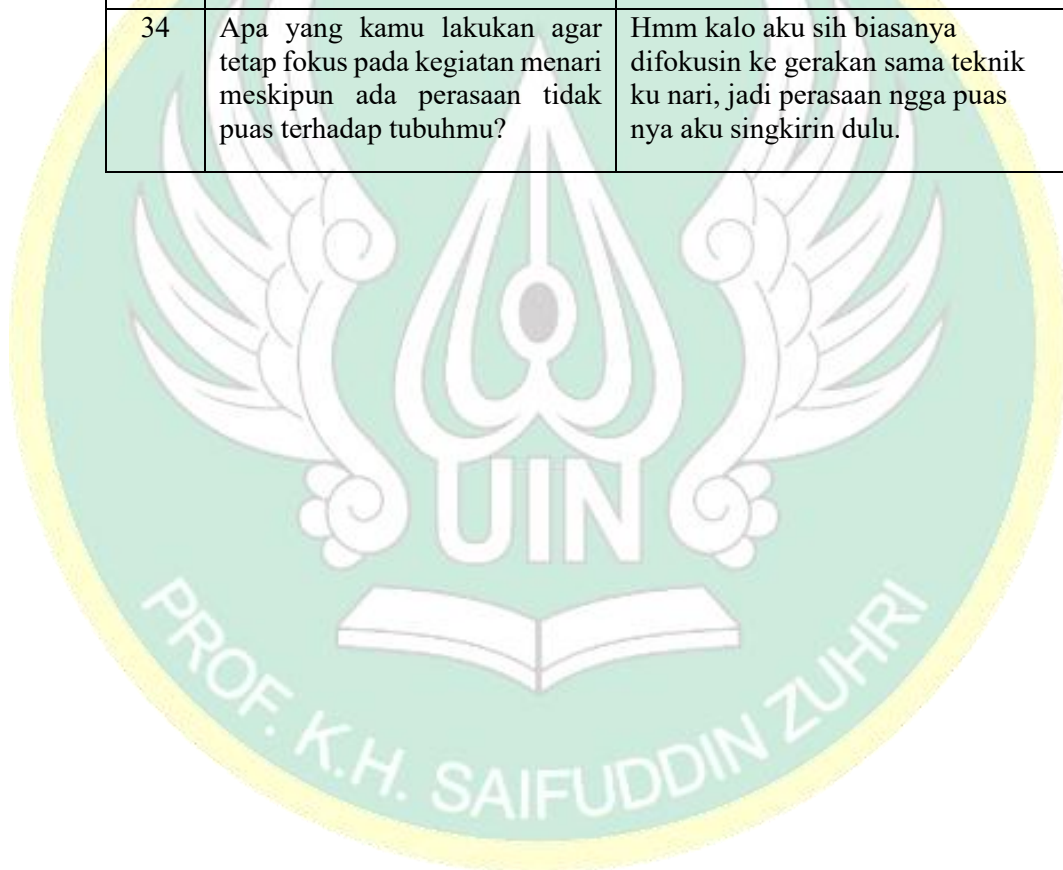 34 Apa yang kamu lakukan agar Hmm kalo aku sih biasanya
tetap fokus pada kegiatan menari difokusin ke gerakan sama teknik
meskipun ada perasaan tidak ku nari, jadi perasaan ngga puas
puas terhadap tubuhmu? nya aku singkirin dulu.
UIN
PROF. K.H. SAIFUDDIN ZUHRI